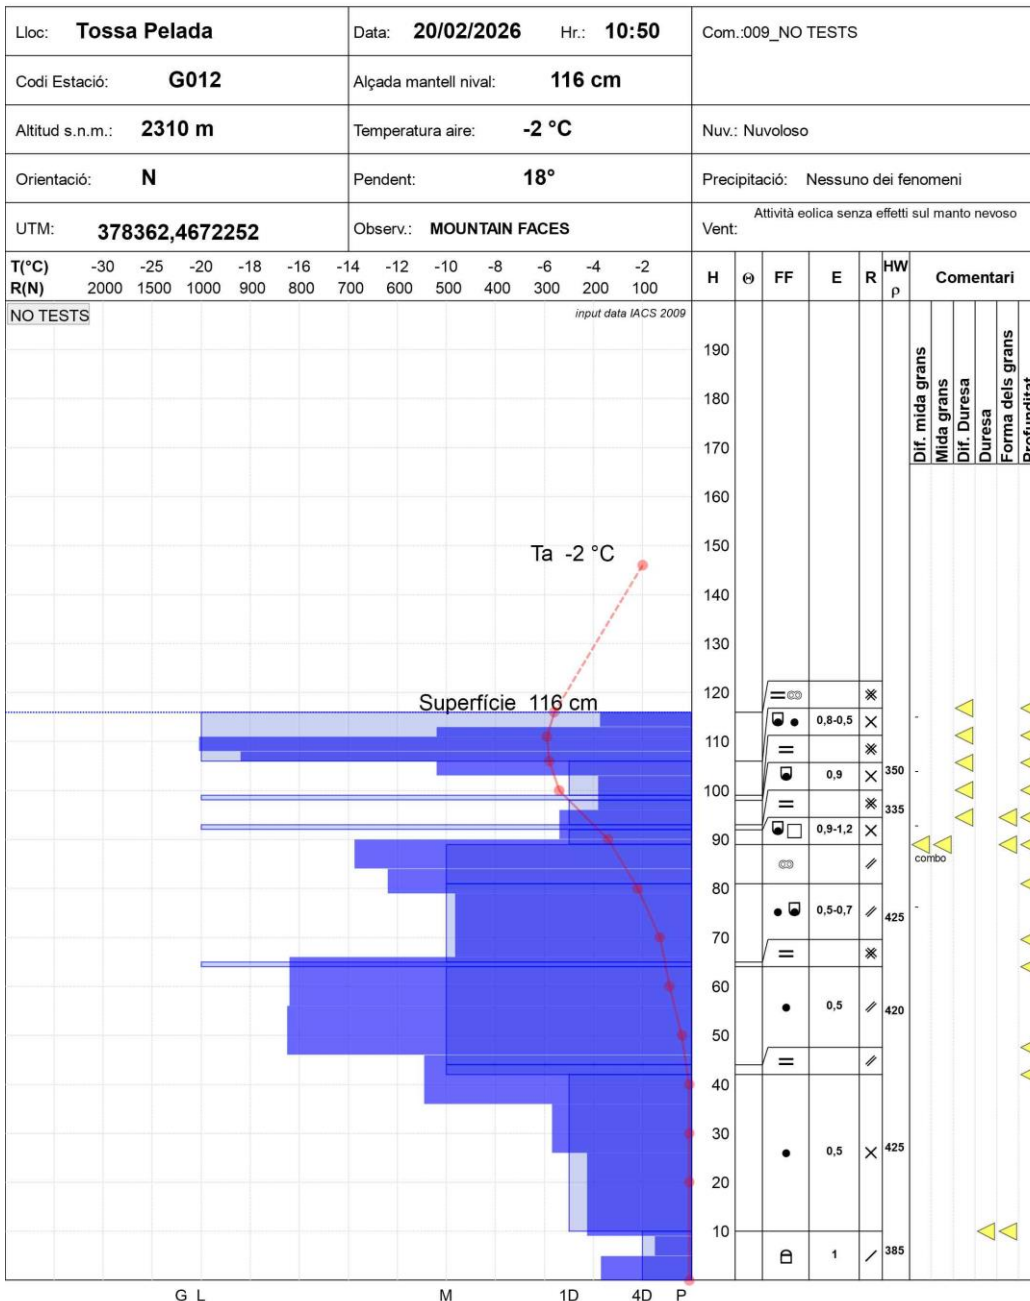 Lloc: Tossa Pelada Data: 20/02/2026 Hr.: 10:50 Com.:009_NO TESTS
Codi Estació: G012 Alçada mantell nival: 116 cm
Altitud s.n.m.: 2310 m Temperatura aire: -2 °C Nuv.: Nuvoloso
Orientació: N Pendent: 18° Precipitació: Nessuno dei fenomeni
UTM: 378362,4672252 Observ.: MOUNTAIN FACES Vent: Attività eolica senza effetti sul manto nevoso
T(°C) -30 -25 -20 -18 -16 -14 -12 -10 -8 -6 -4 -2
R(N) 2000 1500 1000 900 800 700 600 500 400 300 200 100
H Θ FF E R HW ρ Comentari
NO TESTS input data IACS 2009
Dif. mida grans
Mida grans
Dif. Duresa
Duresa
Forma dels grans
Profunditat
190
180
170
160
150
Ta -2 °C
140
130
120
Superfície 116 cm
0,8-0,5
110
350
0,9
100
335
0,9-1,2
90
combo
80
0,5-0,7
425
70
60
0,5
420
50
40
30
0,5
425
20
10
1
385
G L M 1D 4D P